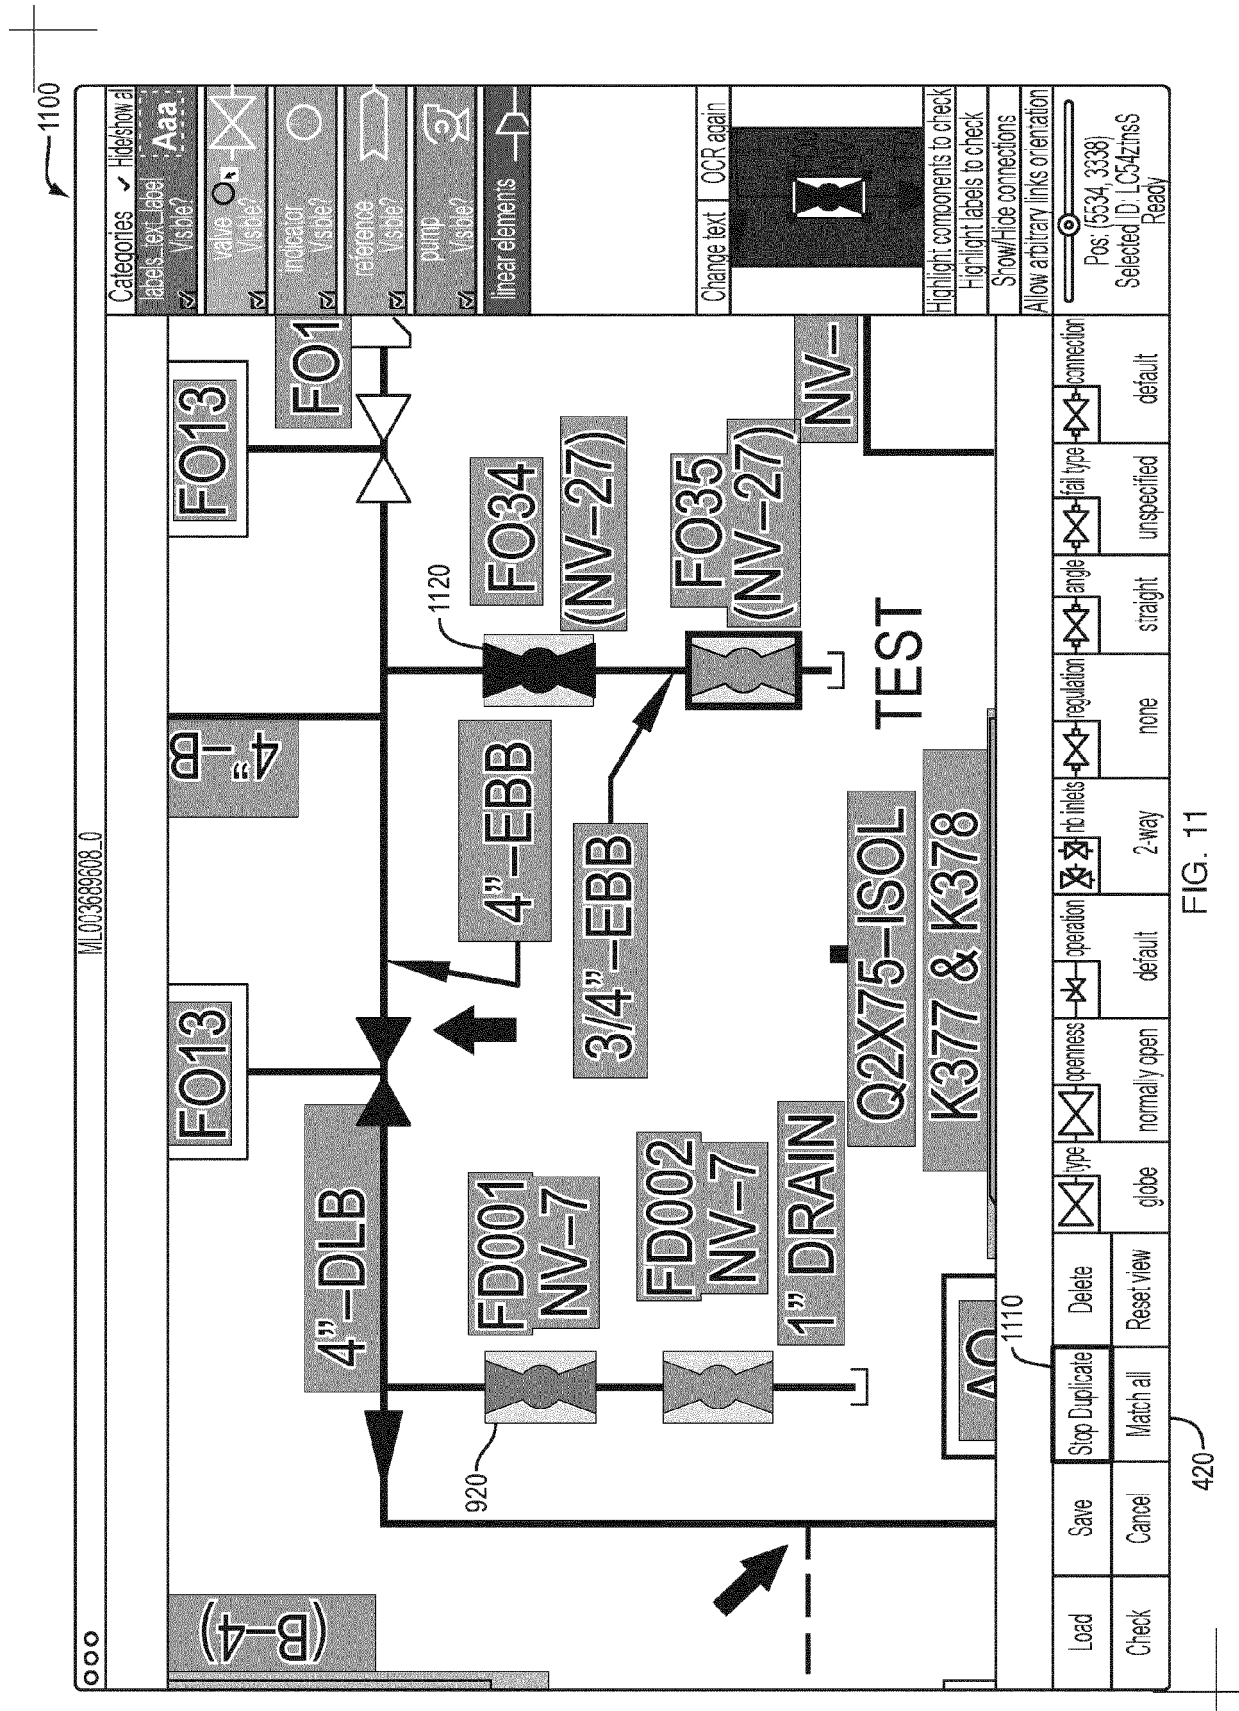 1100
ML003689608_0
Categories ✓ Hide/show al
labels_text_label
Visible?
Aaa
valve
Visible?
indicator
Visible?
reference
Visible?
pump
Visible?
linear elements
Change text
OCR again
Highlight components to check
Highlight labels to check
Show/Hide connections
Allow arbitrary links orientation
Pos: (5534, 3338)
Selected ID: LC54zInsS
Ready
(B-4)
FO13
4"
-B
FO13
FO1
4"-DLB
4"-EBB
3/4"-EBB
1120
FO34
(NV-27)
FO35
(NV-27)
NV-
TEST
920
FD001
NV-7
FD002
NV-7
1" DRAIN
Q2X75-ISOL
K377 & K378
AO
1110
Load
Save
Stop Duplicate
Delete
type
openness
operation
nb inlets
regulation
angle
fail type
connection
Check
Cancel
Match all
Reset view
globe
normally open
default
2-way
none
straight
unspecified
default
420
FIG. 11